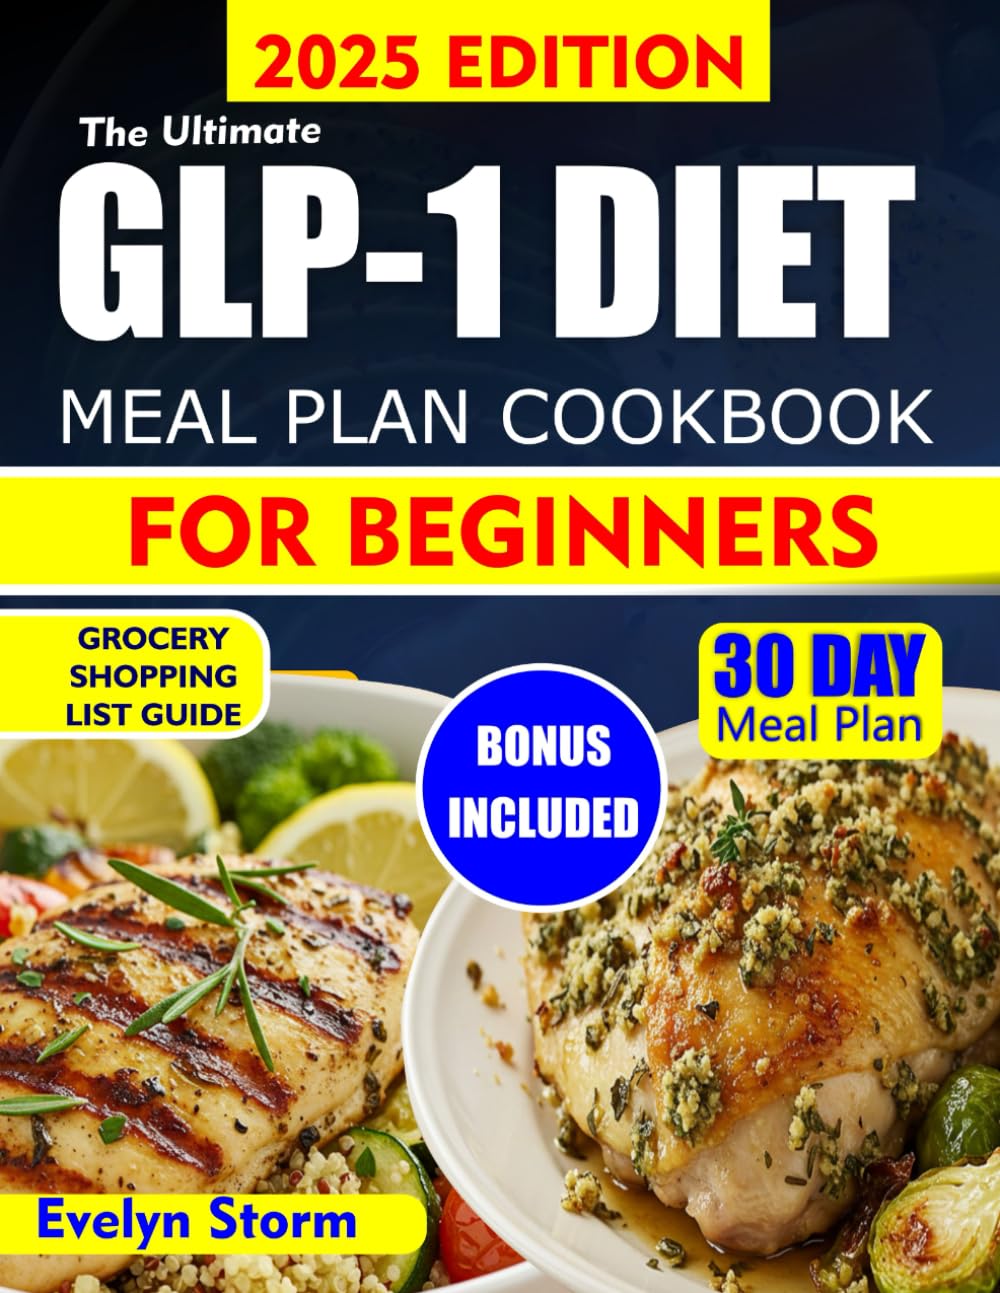 2025 EDITION
The Ultimate
GLP-1 DIET
MEAL PLAN COOKBOOK
FOR BEGINNERS
GROCERY
SHOPPING
LIST GUIDE
30 DAY
Meal Plan
BONUS
INCLUDED
Evelyn Storm